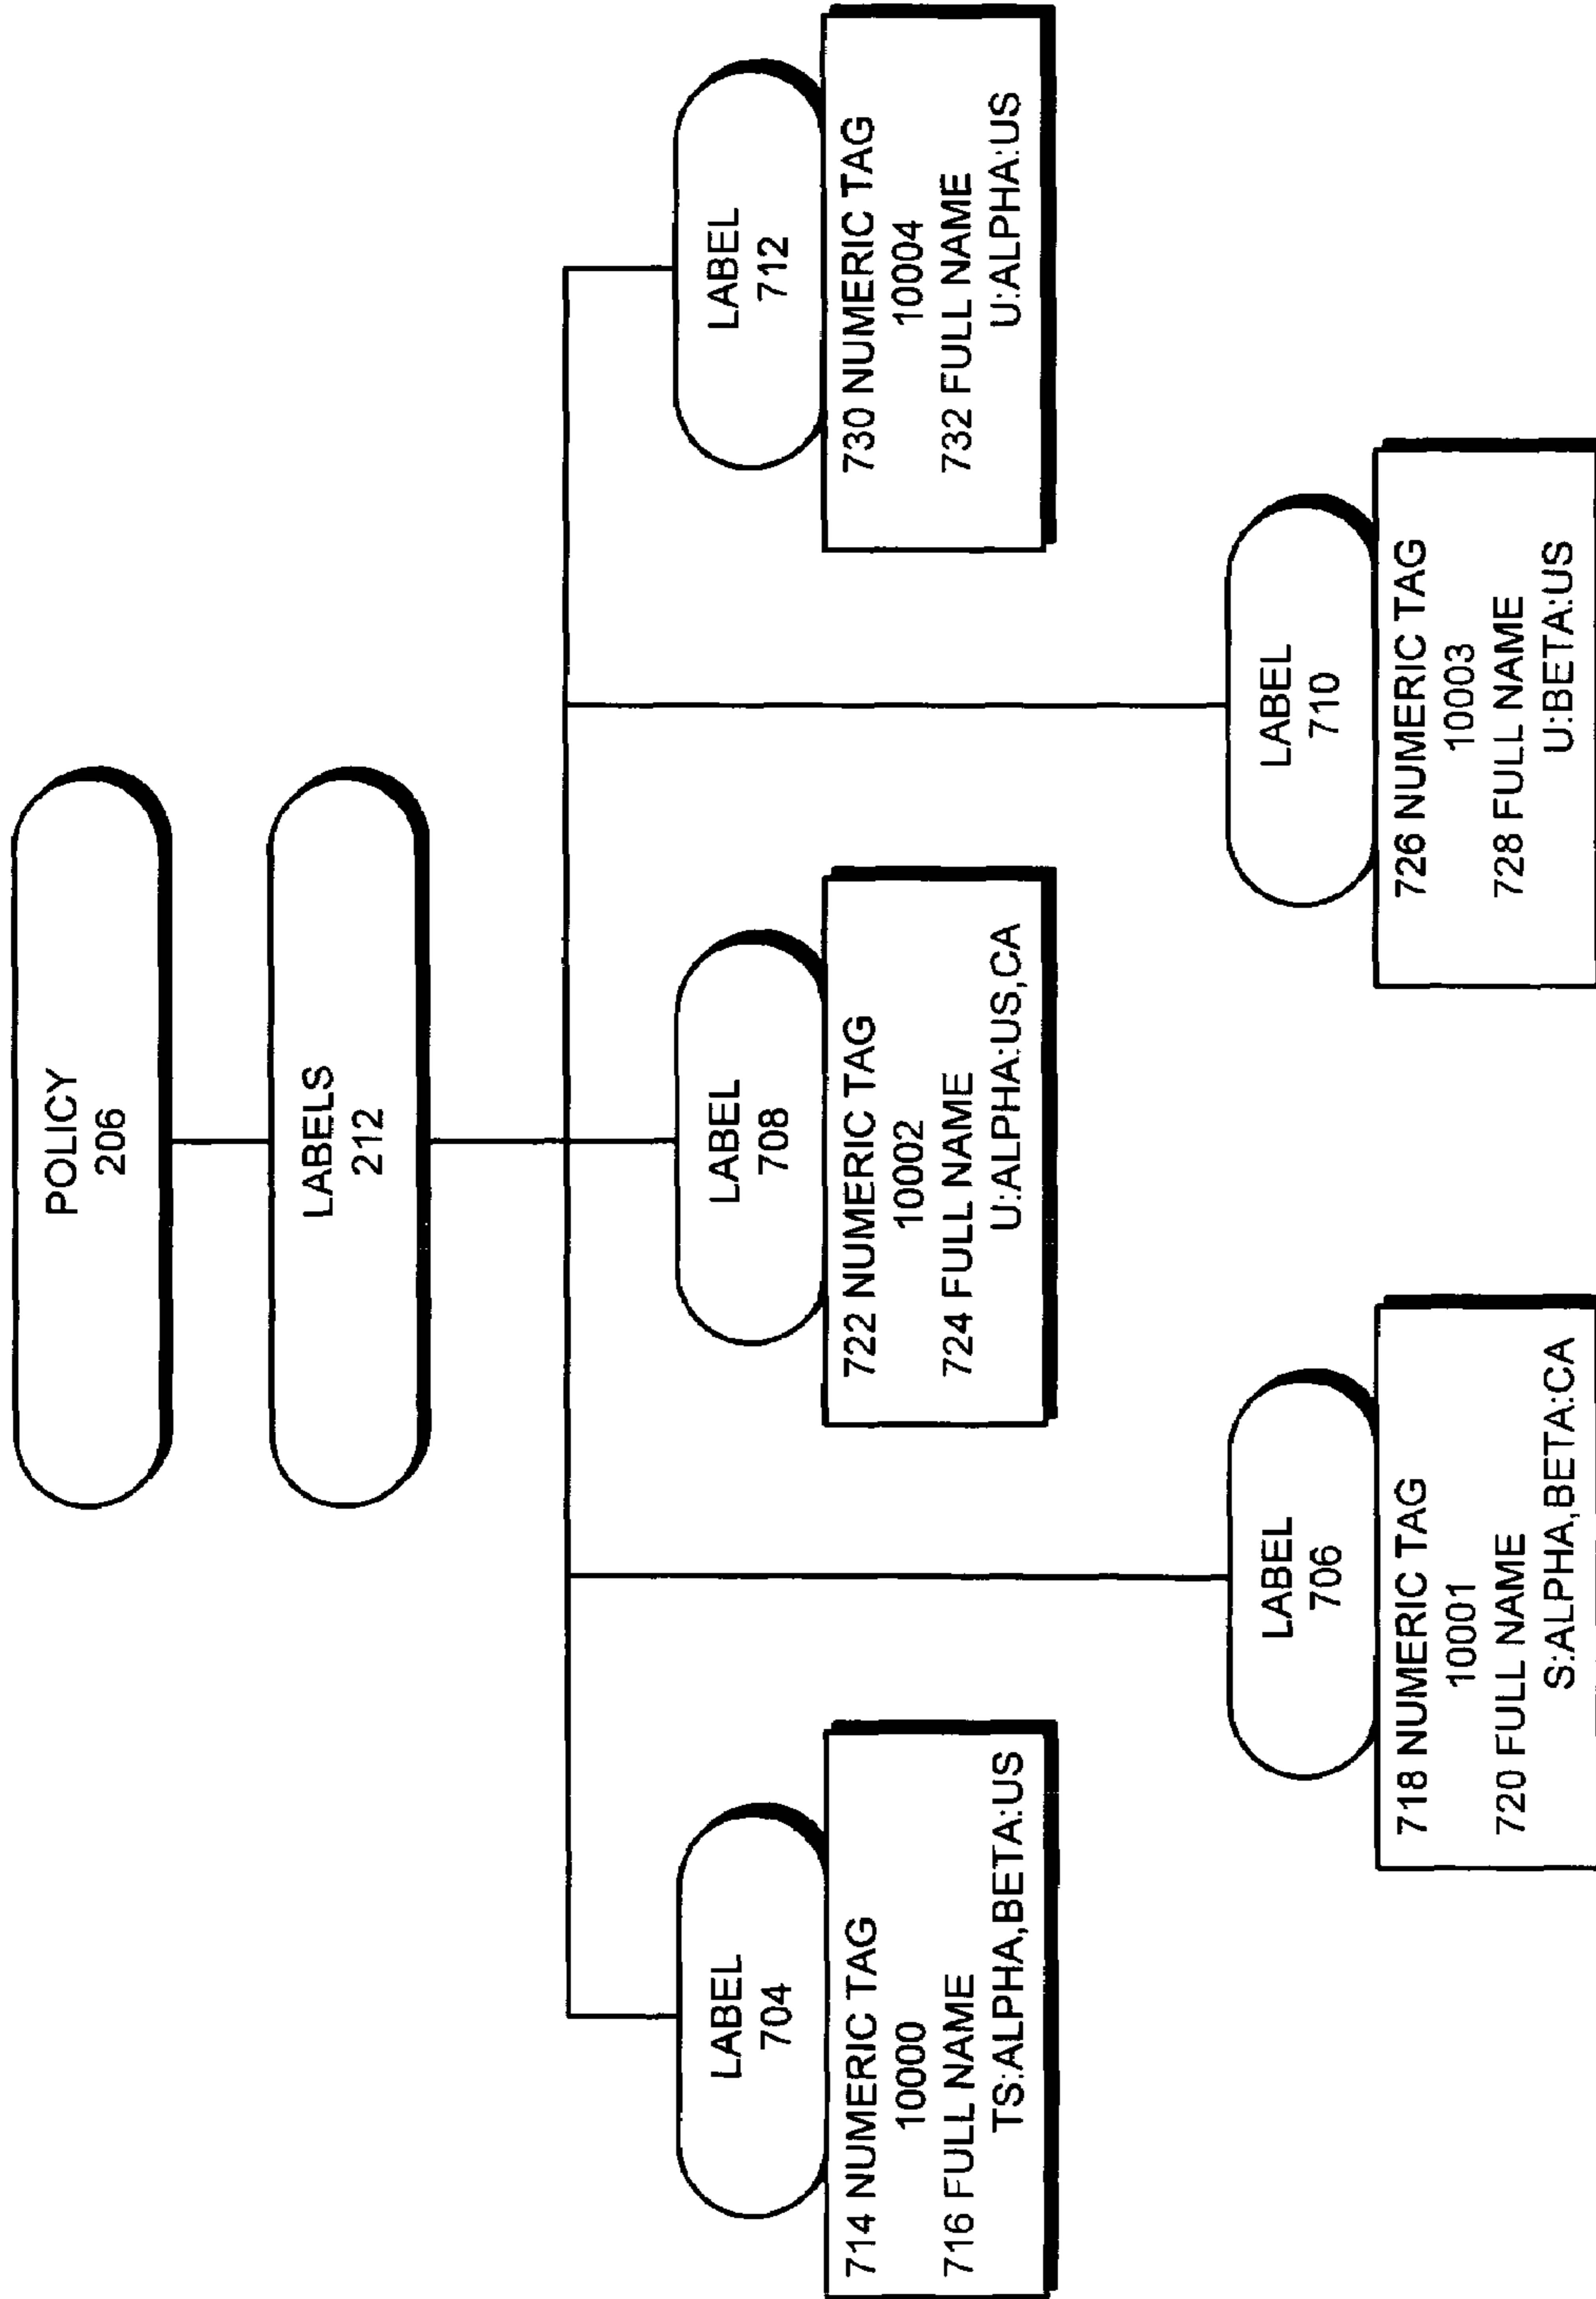 POLICY
206
LABELS
212
LABEL
704
714 NUMERIC TAG
10000
716 FULL NAME
TS:ALPHA,BETA:US
LABEL
706
718 NUMERIC TAG
10001
720 FULL NAME
S:ALPHA,BETA:CA
LABEL
708
722 NUMERIC TAG
10002
724 FULL NAME
U:ALPHA:US,CA
LABEL
710
726 NUMERIC TAG
10003
728 FULL NAME
U:BETA:US
LABEL
712
730 NUMERIC TAG
10004
732 FULL NAME
U:ALPHA:US